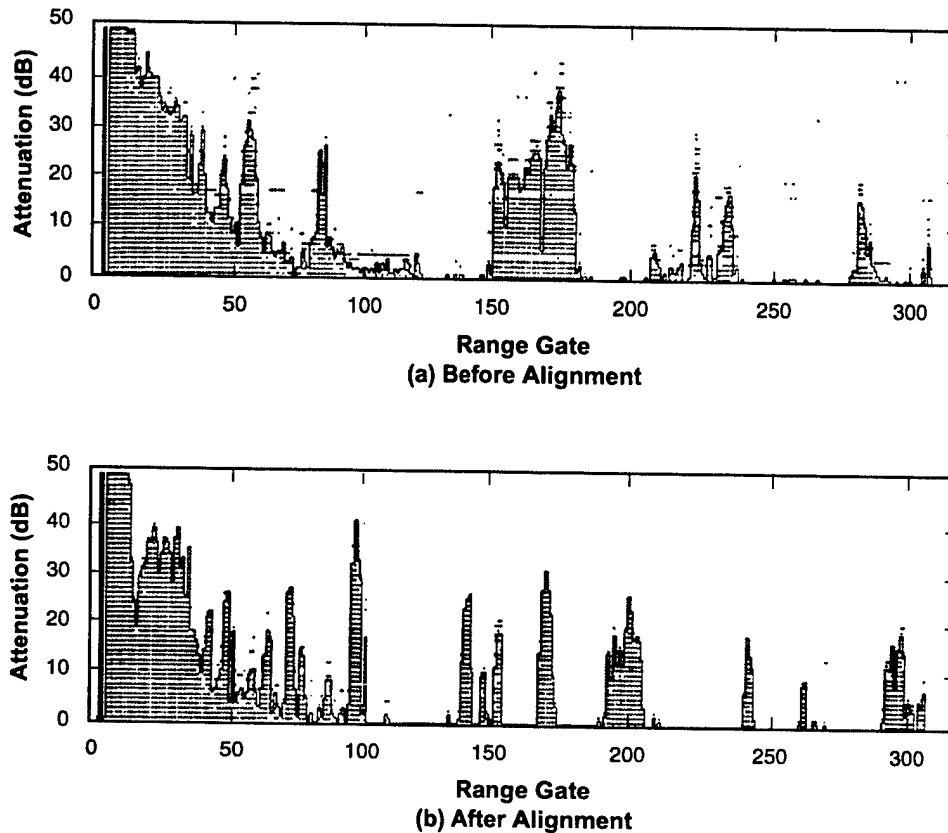 50
40
30
20
10
0
Attenuation (dB)
0 50 100 150 200 250 300
Range Gate
(a) Before Alignment
50
40
30
20
10
0
Attenuation (dB)
0 50 100 150 200 250 300
Range Gate
(b) After Alignment